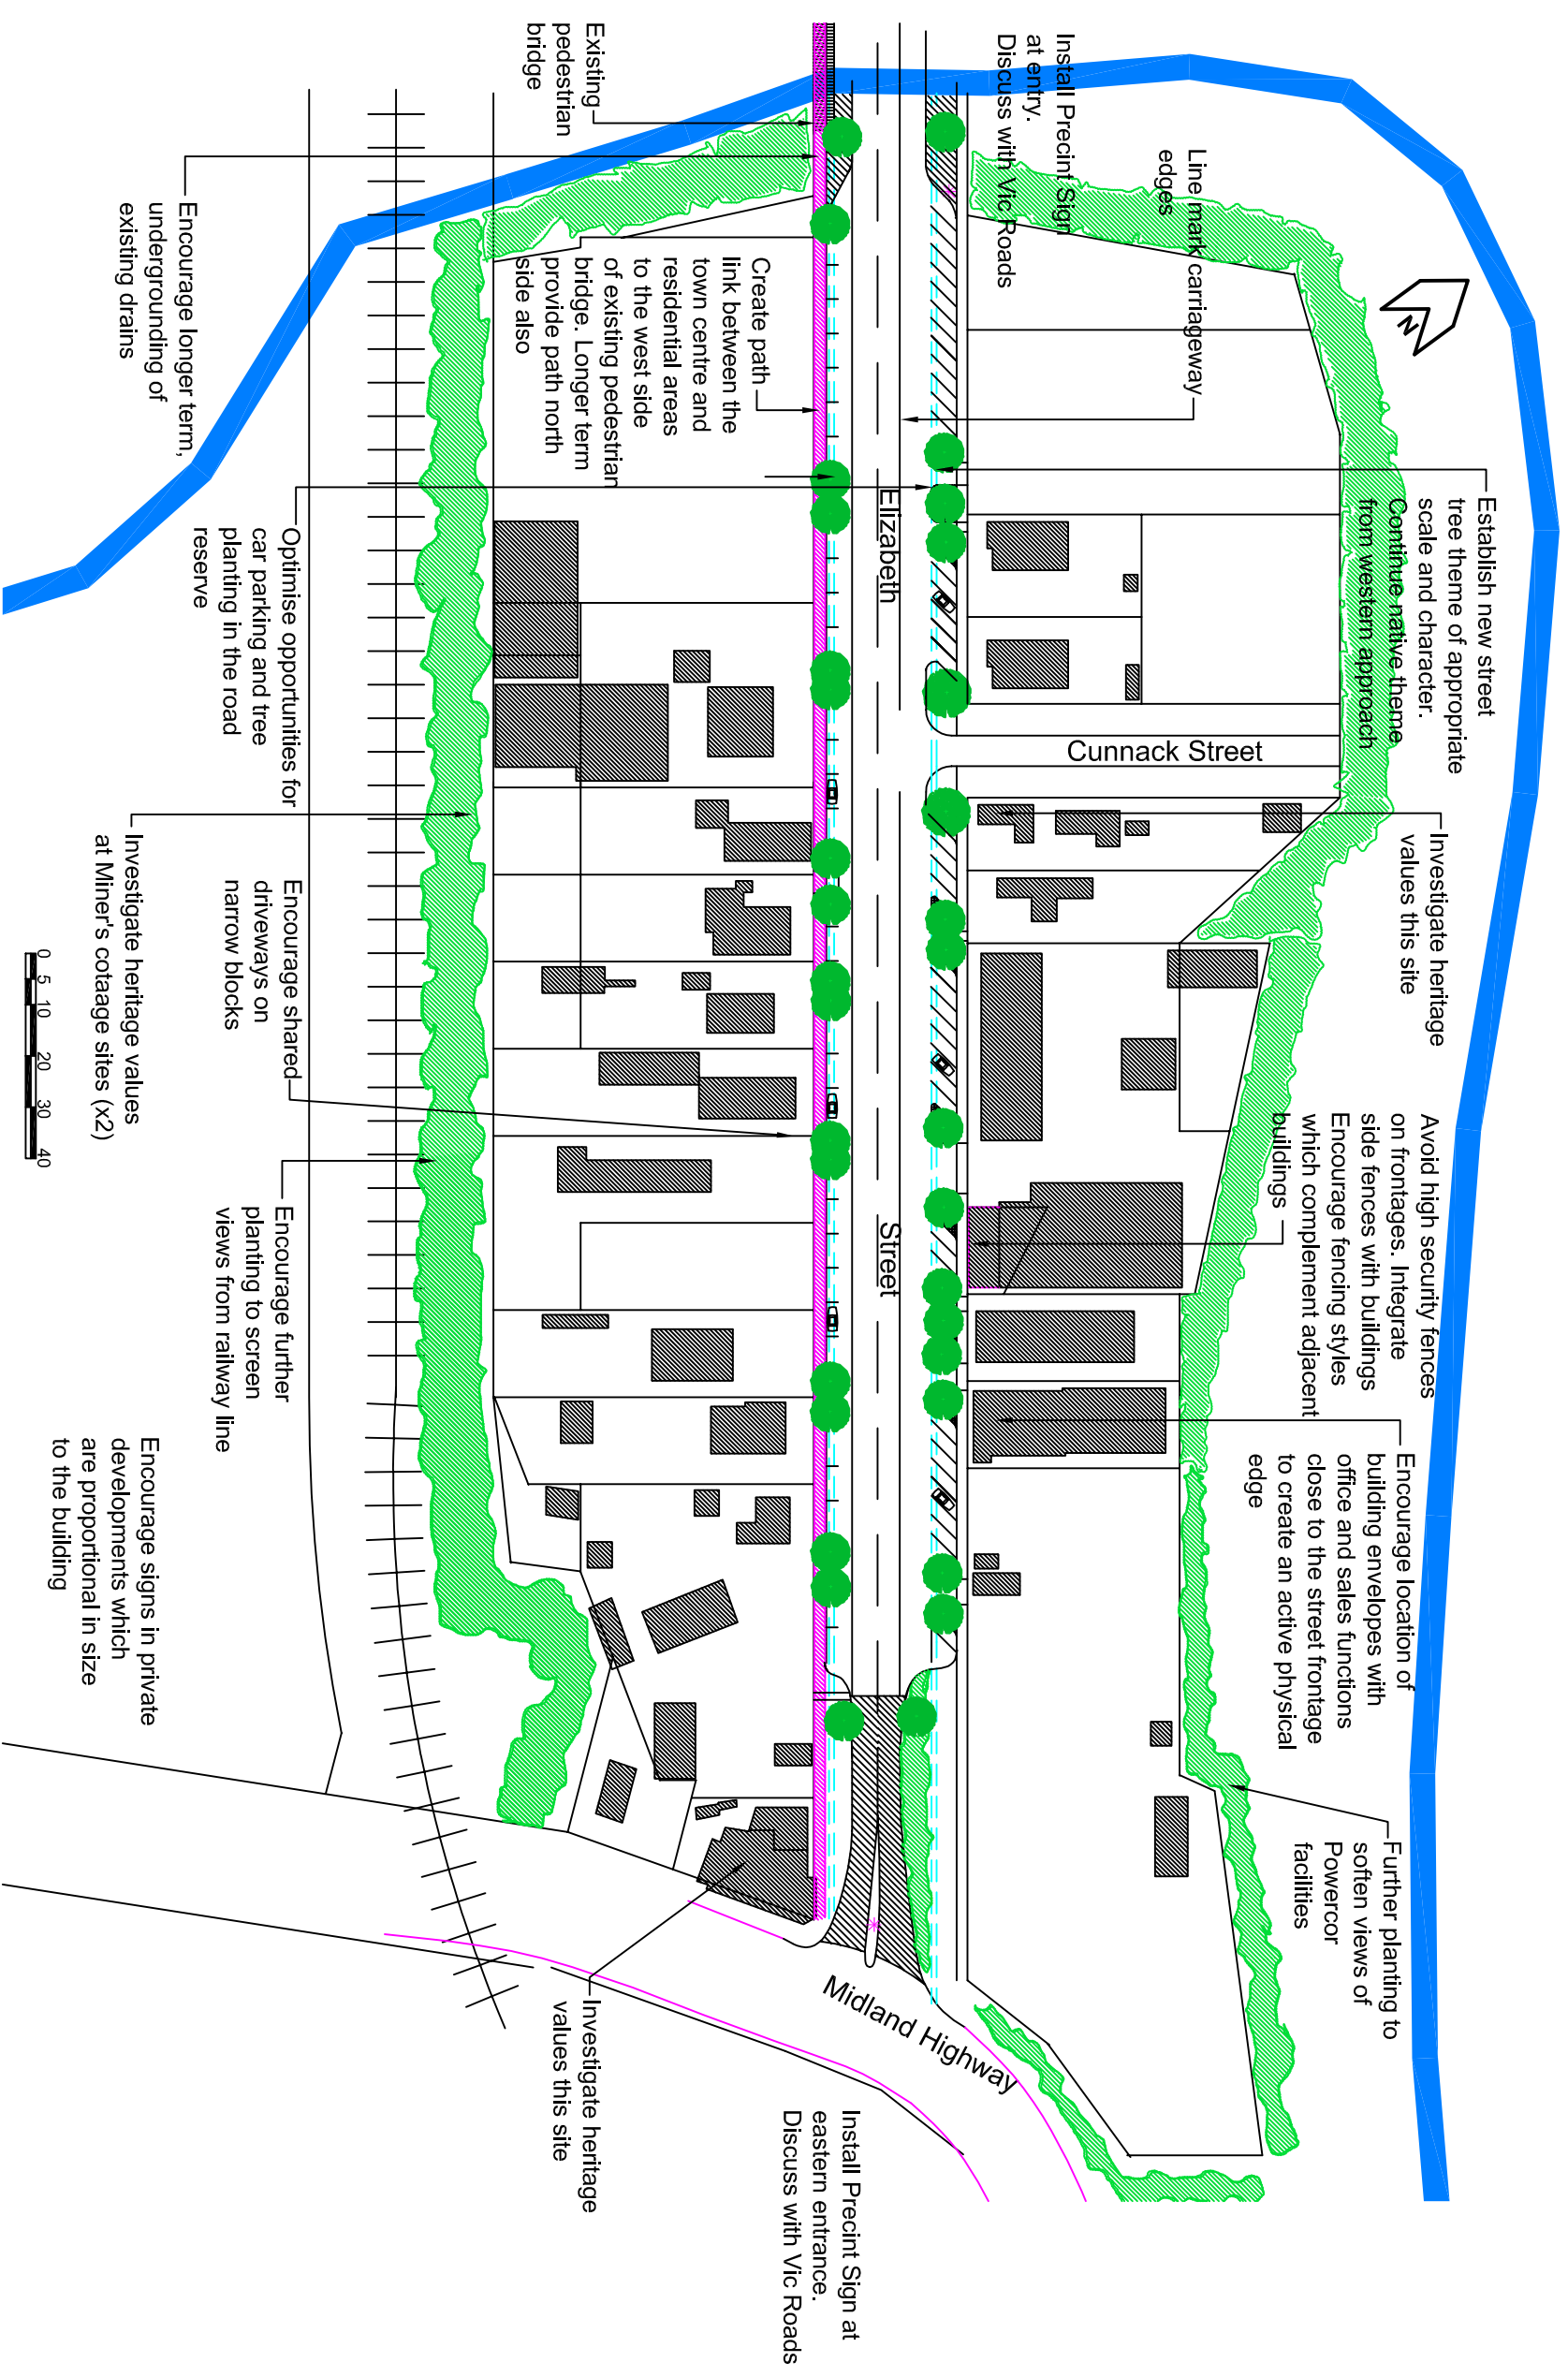 Install Precint Sign
at entry.
Discuss with Vic Roads
Line mark carriageway
edges
Establish new street
tree theme of appropriate
scale and character.
Continue native theme
from western approach
Investigate heritage
values this site
Avoid high security fences
on frontages. Integrate
side fences with buildings
Encourage fencing styles
which complement adjacent
buildings
Encourage location of
building envelopes with
office and sales functions
close to the street frontage
to create an active physical
edge
Further planting to
soften views of
Powercor
facilities
N
Cunnack Street
Elizabeth
Street
Midland Highway
Existing
pedestrian
bridge
Create path
link between the
town centre and
residential areas
to the west side
of existing pedestrian
bridge. Longer term
provide path north
side also
Encourage longer term,
undergrounding of
existing drains
Optimise opportunities for
car parking and tree
planting in the road
reserve
Investigate heritage values
at Miner's cotaage sites (x2)
Encourage shared
driveways on
narrow blocks
Encourage further
planting to screen
views from railway line
Encourage signs in private
developments which
are proportional in size
to the building
Investigate heritage
values this site
Install Precint Sign at
eastern entrance.
Discuss with Vic Roads
0 5 10 20 30 40